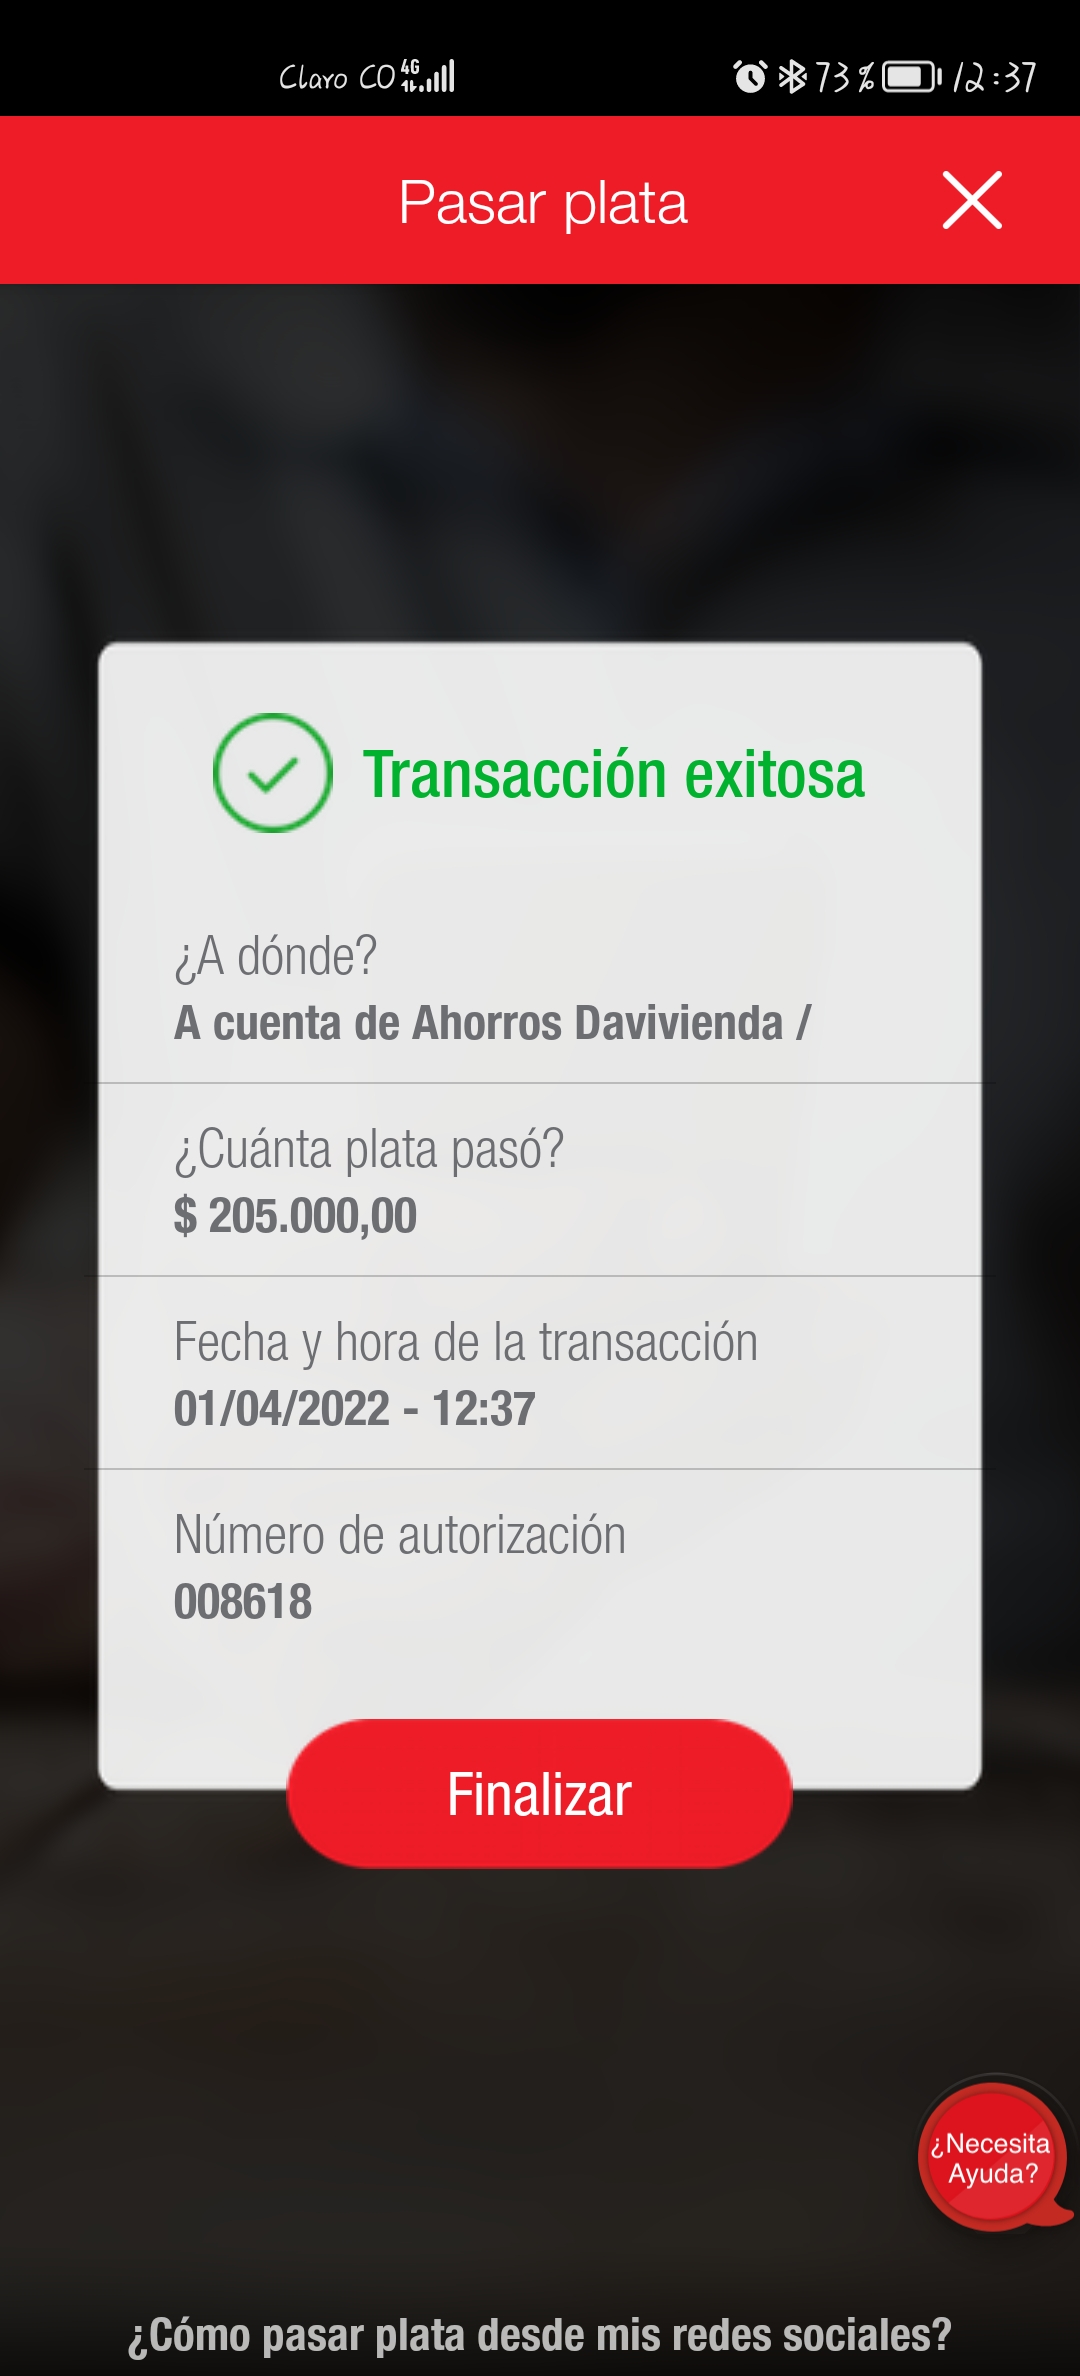 Claro CO 4G 73 % 12:37
Pasar plata
Transacción exitosa
¿A dónde?
A cuenta de Ahorros Davivienda /
¿Cuánta plata pasó?
$ 205.000,00
Fecha y hora de la transacción
01/04/2022 - 12:37
Número de autorización
008618
Finalizar
¿Necesita
Ayuda?
¿Cómo pasar plata desde mis redes sociales?